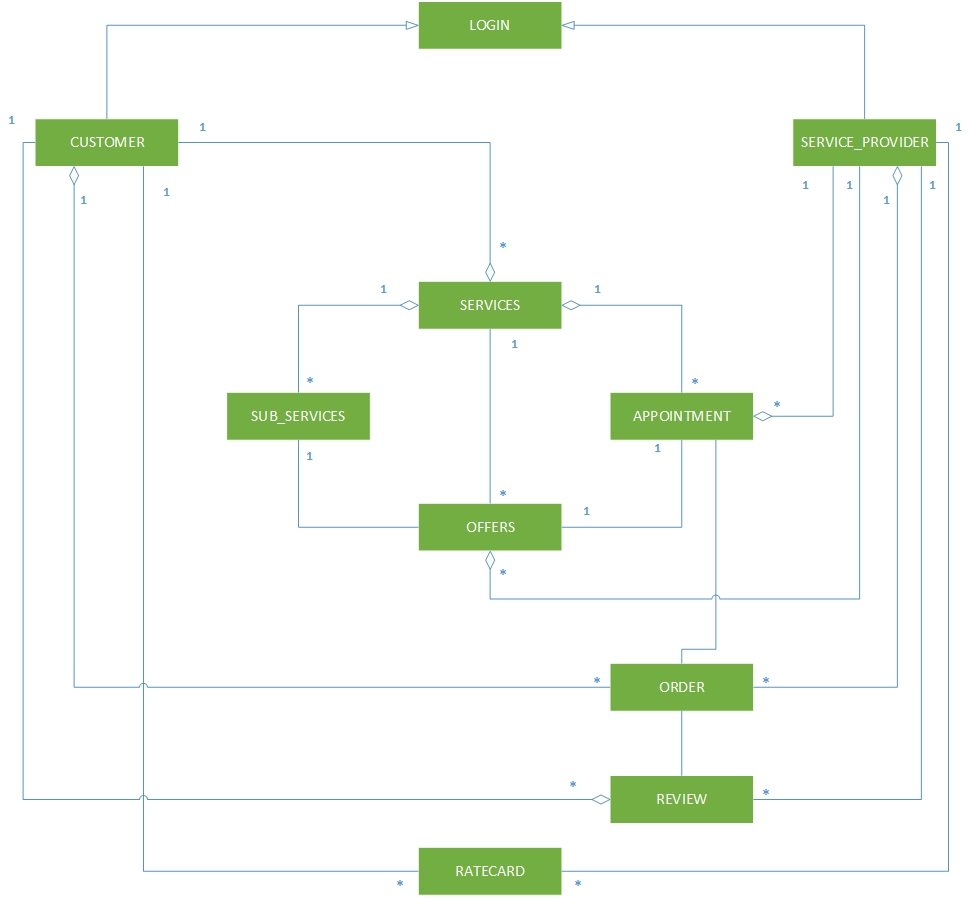 LOGIN
1
CUSTOMER
1
SERVICE_PROVIDER
1
1
1
1
1
1
1
*
1
SERVICES
1
1
*
*
*
SUB_SERVICES
APPOINTMENT
1
1
*
1
OFFERS
*
*
ORDER
*
*
REVIEW
*
RATECARD
*
*